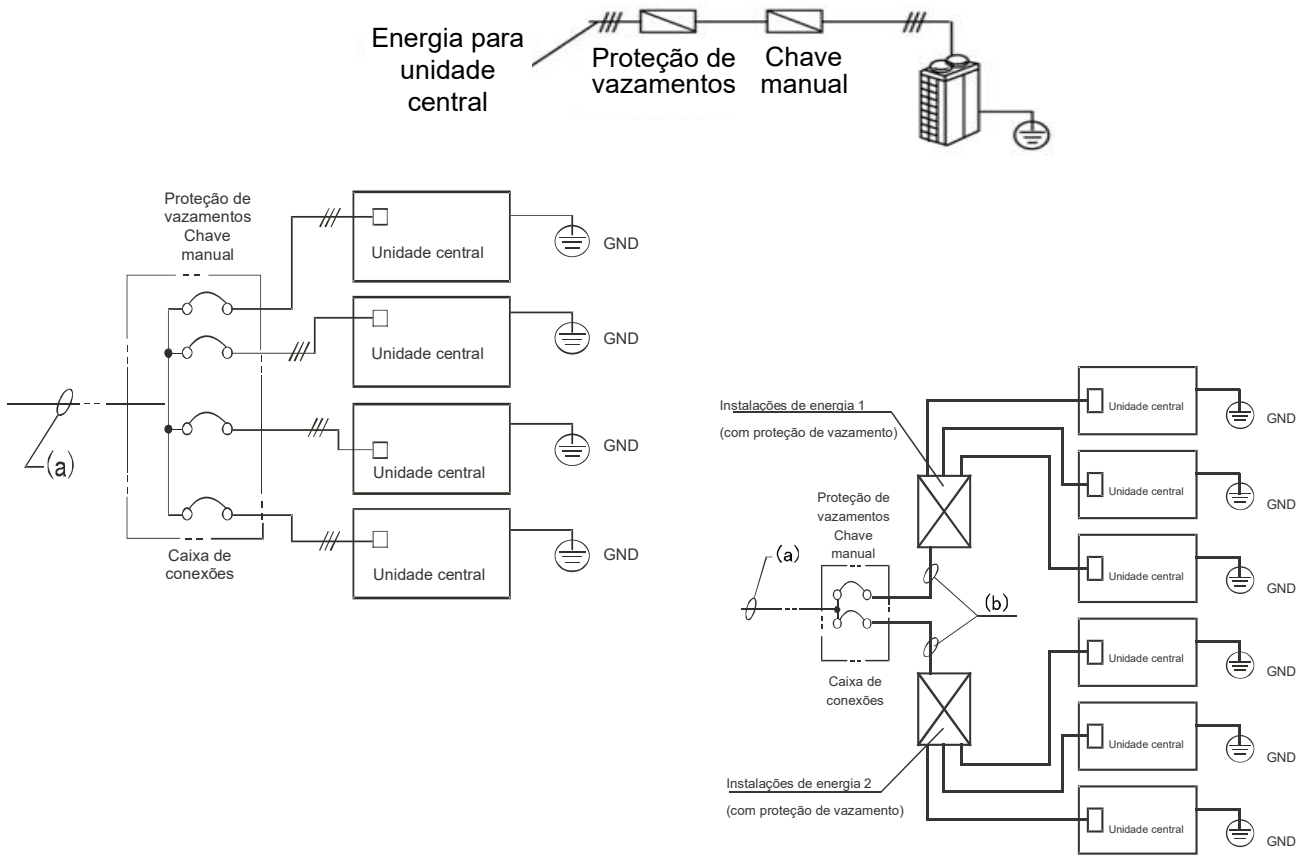 Energia para
unidade
central
Proteção de
vazamentos
Chave
manual
Proteção de
vazamentos
Chave
manual
Unidade central
GND
Unidade central
GND
Unidade central
GND
Unidade central
GND
(a)
Caixa de
conexões
Instalações de energia 1
(com proteção de vazamento)
Proteção de
vazamentos
Chave
manual
(a)
(b)
Caixa de
conexões
Instalações de energia 2
(com proteção de vazamento)
Unidade central
GND
Unidade central
GND
Unidade central
GND
Unidade central
GND
Unidade central
GND
Unidade central
GND